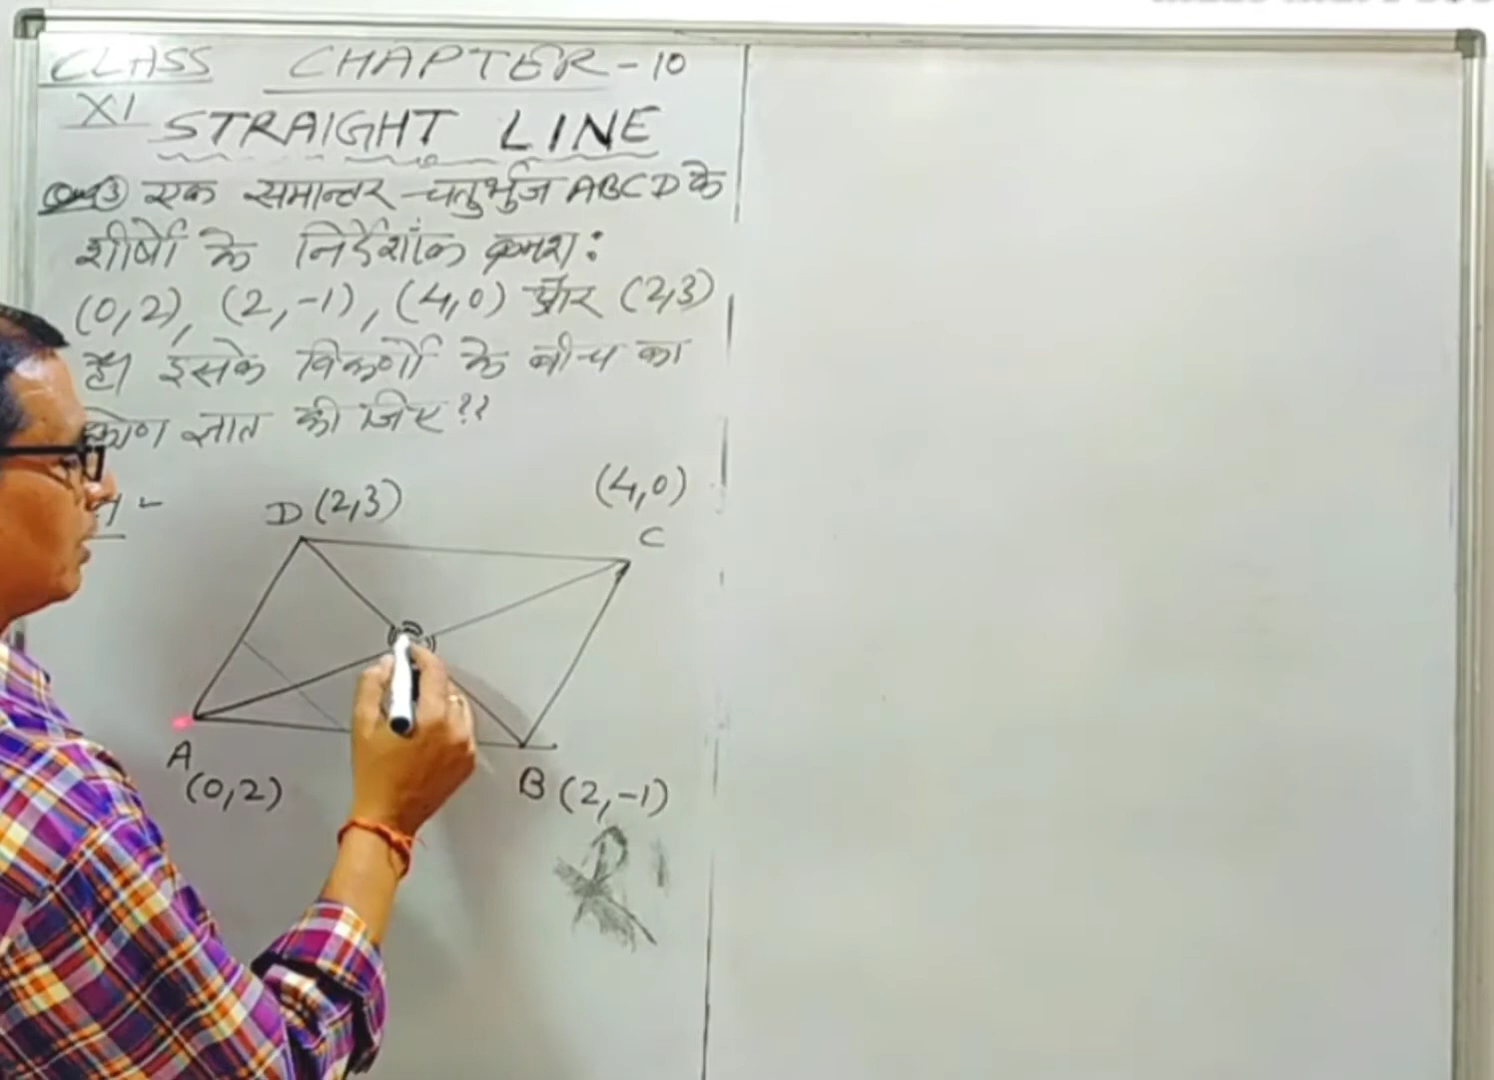 CLASS CHAPTER-10
XI STRAIGHT LINE
③ एक समान्तर-चतुर्भुज ABCD के
शीर्षों के निर्देशांक क्रमश:
(0,2), (2,-1), (4,0) और (2,3)
है। इसके विकर्णों के बीच का
कोण ज्ञात कीजिए??
D (2,3)
(4,0)
C
A
(0,2)
B (2,-1)